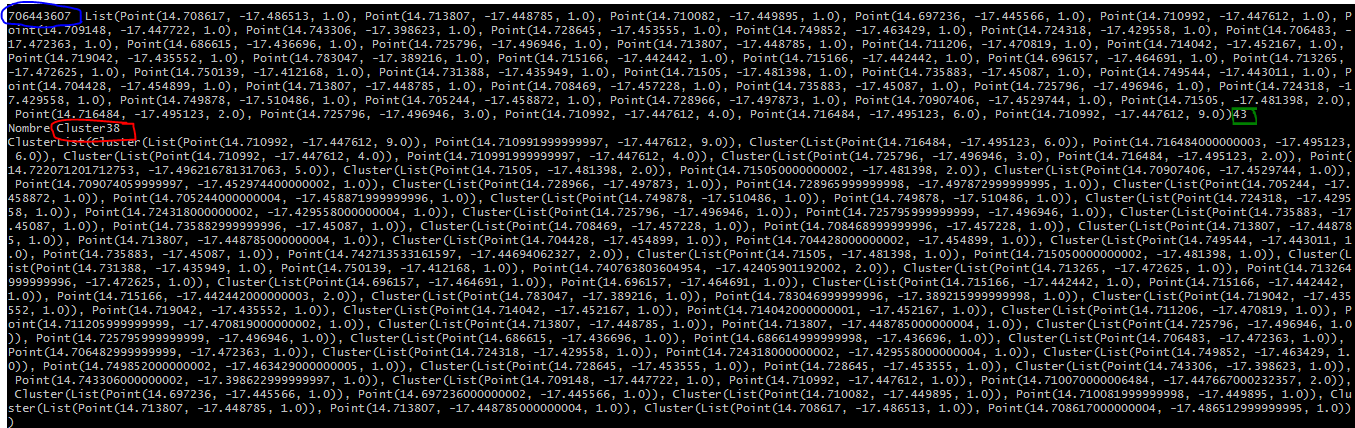 706443607  List(Point(14.708617, -17.486513, 1.0), Point(14.713807, -17.448785, 1.0), Point(14.710082, -17.449895, 1.0), Point(14.697236, -17.445566, 1.0), Point(14.710992, -17.447612, 1.0), P
oint(14.709148, -17.447722, 1.0), Point(14.743306, -17.398623, 1.0), Point(14.728645, -17.453555, 1.0), Point(14.749852, -17.463429, 1.0), Point(14.724318, -17.429558, 1.0), Point(14.706483, -
17.472363, 1.0), Point(14.686615, -17.436696, 1.0), Point(14.725796, -17.496946, 1.0), Point(14.713807, -17.448785, 1.0), Point(14.711206, -17.470819, 1.0), Point(14.714042, -17.452167, 1.0),
Point(14.719042, -17.435552, 1.0), Point(14.783047, -17.389216, 1.0), Point(14.715166, -17.442442, 1.0), Point(14.715166, -17.442442, 1.0), Point(14.696157, -17.464691, 1.0), Point(14.713265,
-17.472625, 1.0), Point(14.750139, -17.412168, 1.0), Point(14.731388, -17.435949, 1.0), Point(14.71505, -17.481398, 1.0), Point(14.735883, -17.45087, 1.0), Point(14.749544, -17.443011, 1.0), P
oint(14.704428, -17.454899, 1.0), Point(14.713807, -17.448785, 1.0), Point(14.708469, -17.457228, 1.0), Point(14.735883, -17.45087, 1.0), Point(14.725796, -17.496946, 1.0), Point(14.724318, -1
7.429558, 1.0), Point(14.749878, -17.510486, 1.0), Point(14.705244, -17.458872, 1.0), Point(14.728966, -17.497873, 1.0), Point(14.70907406, -17.4529744, 1.0), Point(14.71505, -17.481398, 2.0),
Point(14.716484, -17.495123, 2.0), Point(14.725796, -17.496946, 3.0), Point(14.710992, -17.447612, 4.0), Point(14.716484, -17.495123, 6.0), Point(14.710992, -17.447612, 9.0))43
Nombre Cluster38
ClusterList(Cluster(List(Point(14.710992, -17.447612, 9.0)), Point(14.710991999999997, -17.447612, 9.0)), Cluster(List(Point(14.716484, -17.495123, 6.0)), Point(14.716484000000003, -17.495123,
6.0)), Cluster(List(Point(14.710992, -17.447612, 4.0)), Point(14.710991999999997, -17.447612, 4.0)), Cluster(List(Point(14.725796, -17.496946, 3.0), Point(14.716484, -17.495123, 2.0)), Point(
14.722071201712753, -17.496216781317063, 5.0)), Cluster(List(Point(14.71505, -17.481398, 2.0)), Point(14.715050000000002, -17.481398, 2.0)), Cluster(List(Point(14.70907406, -17.4529744, 1.0)),
Point(14.709074059999997, -17.452974400000002, 1.0)), Cluster(List(Point(14.728966, -17.497873, 1.0)), Point(14.728965999999998, -17.497872999999995, 1.0)), Cluster(List(Point(14.705244, -17.
458872, 1.0)), Point(14.705244000000004, -17.458871999999996, 1.0)), Cluster(List(Point(14.749878, -17.510486, 1.0)), Point(14.749878, -17.510486, 1.0)), Cluster(List(Point(14.724318, -17.4295
58, 1.0)), Point(14.724318000000002, -17.429558000000004, 1.0)), Cluster(List(Point(14.725796, -17.496946, 1.0)), Point(14.725795999999999, -17.496946, 1.0)), Cluster(List(Point(14.735883, -17
.45087, 1.0)), Point(14.735882999999996, -17.45087, 1.0)), Cluster(List(Point(14.708469, -17.457228, 1.0)), Point(14.708468999999996, -17.457228, 1.0)), Cluster(List(Point(14.713807, -17.44878
5, 1.0)), Point(14.713807, -17.448785000000004, 1.0)), Cluster(List(Point(14.704428, -17.454899, 1.0)), Point(14.704428000000002, -17.454899, 1.0)), Cluster(List(Point(14.749544, -17.443011, 1
.0), Point(14.735883, -17.45087, 1.0)), Point(14.742713533161597, -17.44694062327, 2.0)), Cluster(List(Point(14.71505, -17.481398, 1.0)), Point(14.715050000000002, -17.481398, 1.0)), Cluster(L
ist(Point(14.731388, -17.435949, 1.0), Point(14.750139, -17.412168, 1.0)), Point(14.740763803604954, -17.42405901192002, 2.0)), Cluster(List(Point(14.713265, -17.472625, 1.0)), Point(14.713264
999999996, -17.472625, 1.0)), Cluster(List(Point(14.696157, -17.464691, 1.0)), Point(14.696157, -17.464691, 1.0)), Cluster(List(Point(14.715166, -17.442442, 1.0), Point(14.715166, -17.442442,
1.0)), Point(14.715166, -17.442442000000003, 2.0)), Cluster(List(Point(14.783047, -17.389216, 1.0)), Point(14.783046999999996, -17.389215999999998, 1.0)), Cluster(List(Point(14.719042, -17.435
552, 1.0)), Point(14.719042, -17.435552, 1.0)), Cluster(List(Point(14.714042, -17.452167, 1.0)), Point(14.714042000000001, -17.452167, 1.0)), Cluster(List(Point(14.711206, -17.470819, 1.0)), P
oint(14.711205999999999, -17.470819000000002, 1.0)), Cluster(List(Point(14.713807, -17.448785, 1.0)), Point(14.713807, -17.448785000000004, 1.0)), Cluster(List(Point(14.725796, -17.496946, 1.0
)), Point(14.725795999999999, -17.496946, 1.0)), Cluster(List(Point(14.686615, -17.436696, 1.0)), Point(14.686614999999998, -17.436696, 1.0)), Cluster(List(Point(14.706483, -17.472363, 1.0)),
Point(14.706482999999999, -17.472363, 1.0)), Cluster(List(Point(14.724318, -17.429558, 1.0)), Point(14.724318000000002, -17.429558000000004, 1.0)), Cluster(List(Point(14.749852, -17.463429, 1.
0)), Point(14.749852000000002, -17.463429000000005, 1.0)), Cluster(List(Point(14.728645, -17.453555, 1.0)), Point(14.728645, -17.453555, 1.0)), Cluster(List(Point(14.743306, -17.398623, 1.0)),
Point(14.743306000000002, -17.398622999999997, 1.0)), Cluster(List(Point(14.709148, -17.447722, 1.0), Point(14.710992, -17.447612, 1.0)), Point(14.710070000006484, -17.447667000232357, 2.0)),
Cluster(List(Point(14.697236, -17.445566, 1.0)), Point(14.697236000000002, -17.445566, 1.0)), Cluster(List(Point(14.710082, -17.449895, 1.0)), Point(14.710081999999998, -17.449895, 1.0)), Clu
ster(List(Point(14.713807, -17.448785, 1.0)), Point(14.713807, -17.448785000000004, 1.0)), Cluster(List(Point(14.708617, -17.486513, 1.0)), Point(14.708617000000004, -17.486512999999995, 1.0))
)